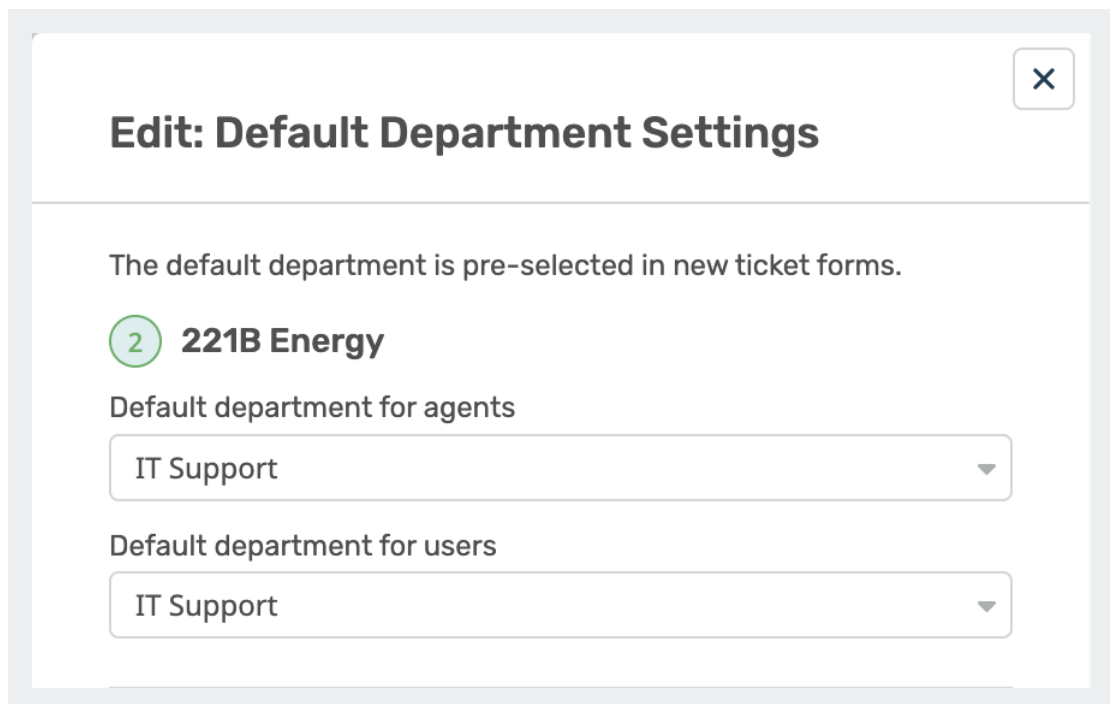 Edit: Default Department Settings
The default department is pre-selected in new ticket forms.
2 221B Energy
Default department for agents
IT Support
Default department for users
IT Support